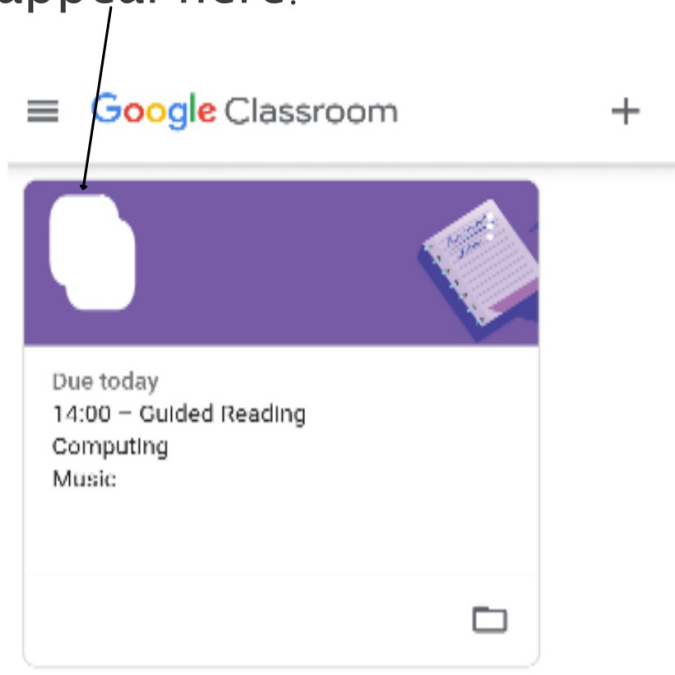 appear here.
Google Classroom
Due today
14:00 – Guided Reading
Computing
Music